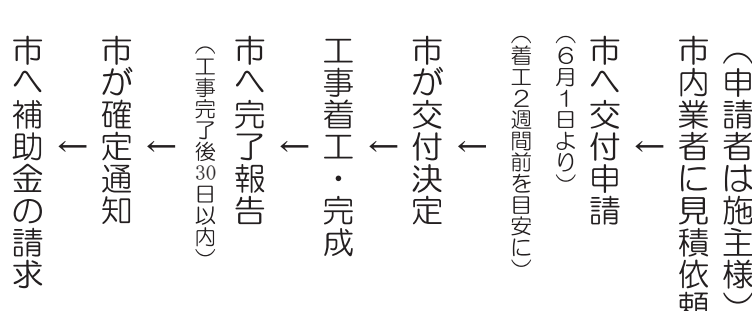 （申請者は施主様）
市内業者に見積依頼
←
市へ交付申請
（６月１日より）
（着工２週間前を目安に）
←
市が交付決定
←
工事着工・完成
←
市へ完了報告
（工事完了後30日以内）
←
市が確定通知
←
市へ補助金の請求